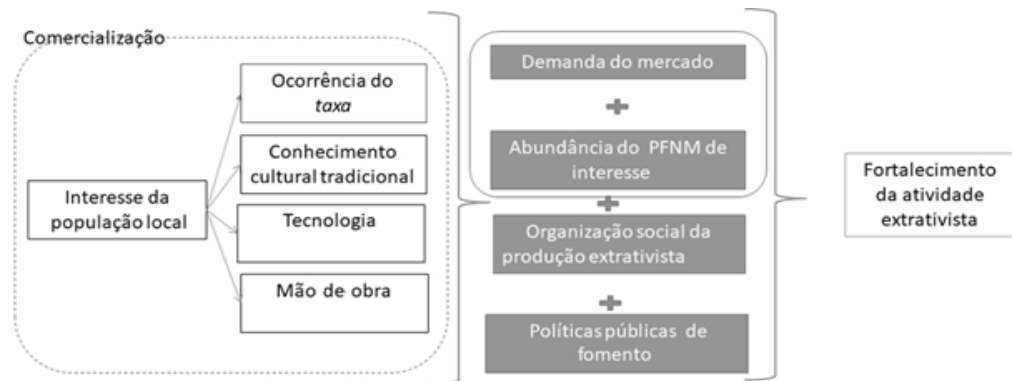 Comercialização
Interesse da
população local
Ocorrência do
taxa
Conhecimento
cultural tradicional
Tecnologia
Mão de obra
Demanda do mercado
+
Abundância do PFNM de
interesse
+
Organização social da
produção extrativista
+
Políticas públicas de
fomento
Fortalecimento
da atividade
extrativista